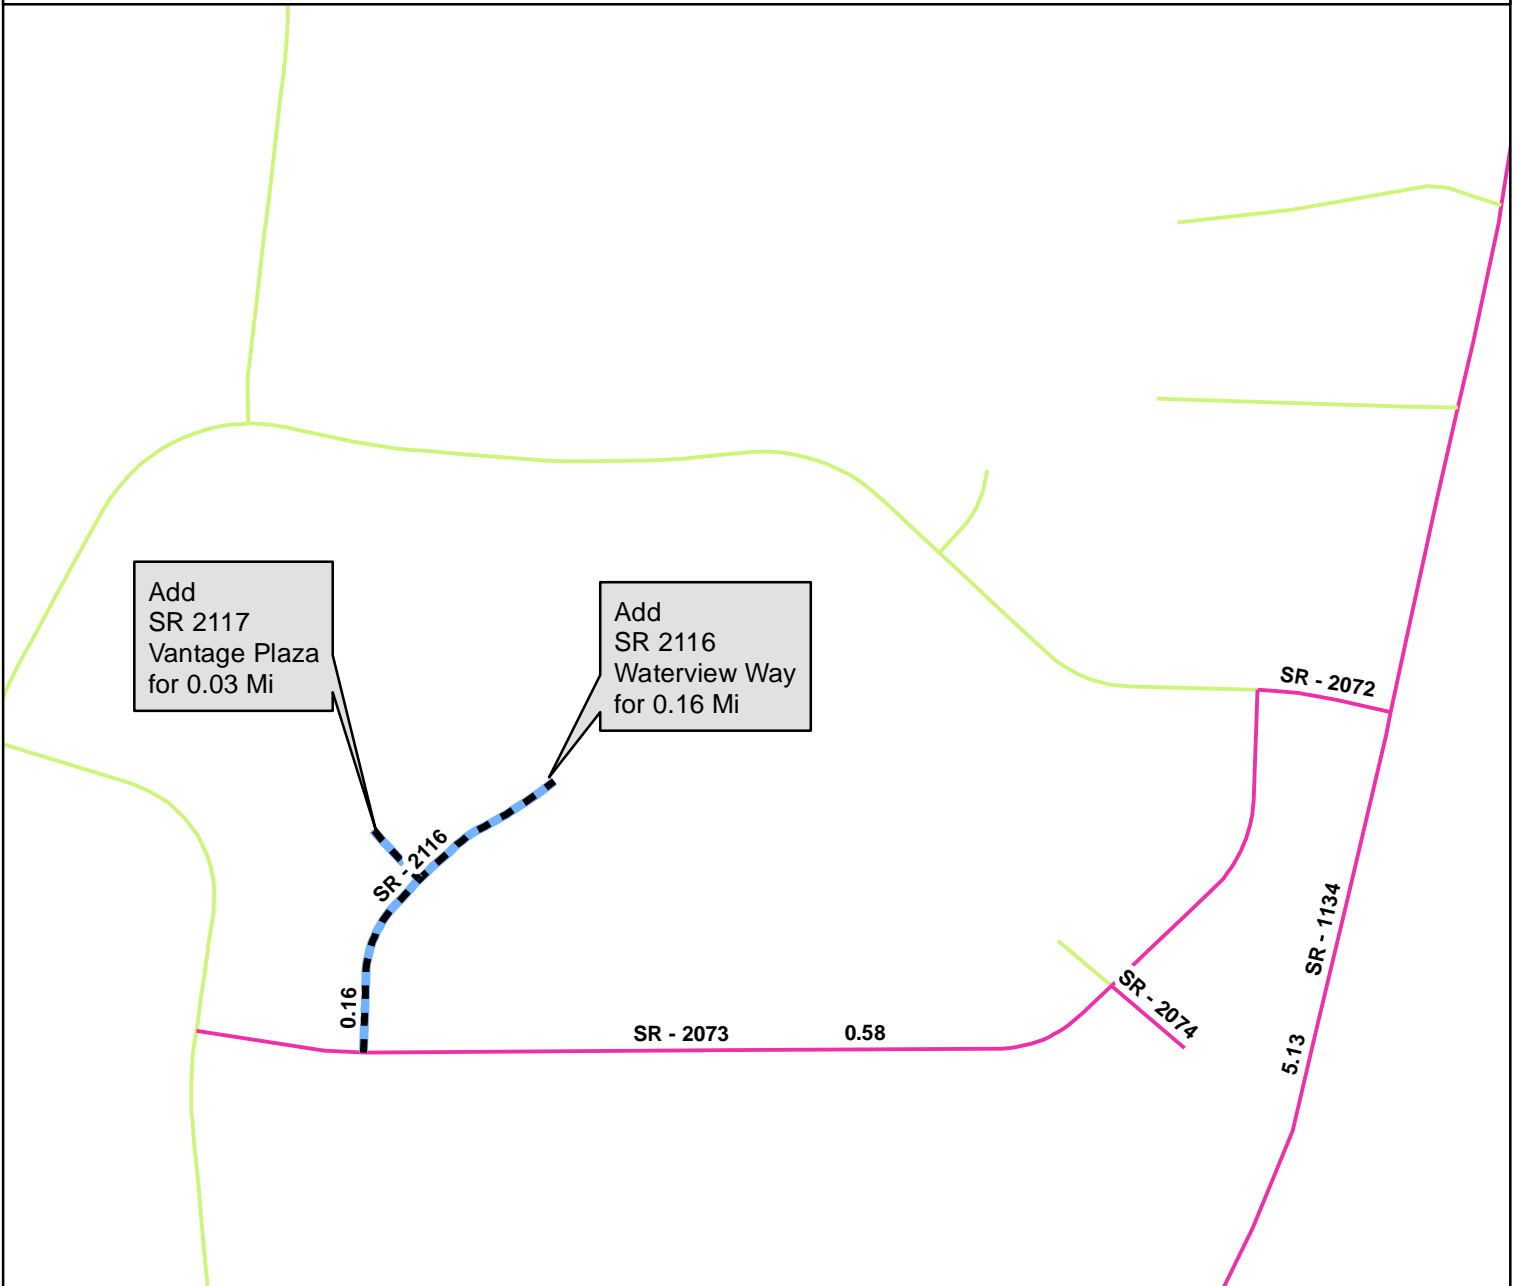 Add
SR 2117
Vantage Plaza
for 0.03 Mi
Add
SR 2116
Waterview Way
for 0.16 Mi
SR - 2072
SR - 2116
SR - 1134
0.16
SR - 2074
SR - 2073
0.58
5.13